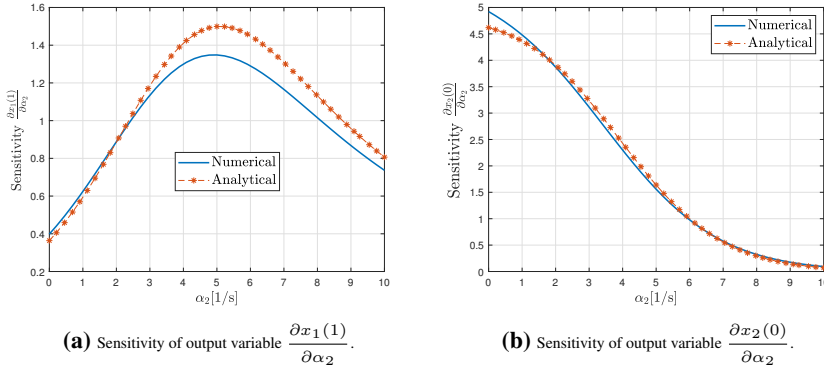 1.6
1.4
1.2
1
0.8
0.6
0.4
0.2
0 1 2 3 4 5 6 7 8 9 10
Sensitivity ∂x₁(1)/∂α₂
α₂[1/s]
Numerical
Analytical
(a) Sensitivity of output variable ∂x₁(1)/∂α₂.
5
4.5
4
3.5
3
2.5
2
1.5
1
0.5
0
0 1 2 3 4 5 6 7 8 9 10
Sensitivity ∂x₂(0)/∂α₂
α₂[1/s]
Numerical
Analytical
(b) Sensitivity of output variable ∂x₂(0)/∂α₂.